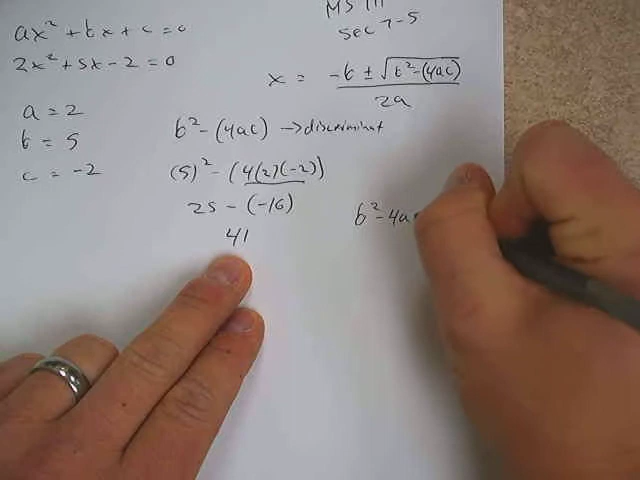 MS 111
sec 7-5
ax² + bx + c = 0
2x² + 5x - 2 = 0
x = -b ± √b² - (4ac) / 2a
a = 2
b = 5
c = -2
b² - (4ac) → discriminat
(5)² - (4(2)(-2))
25 - (-16)
41
b² - 4a